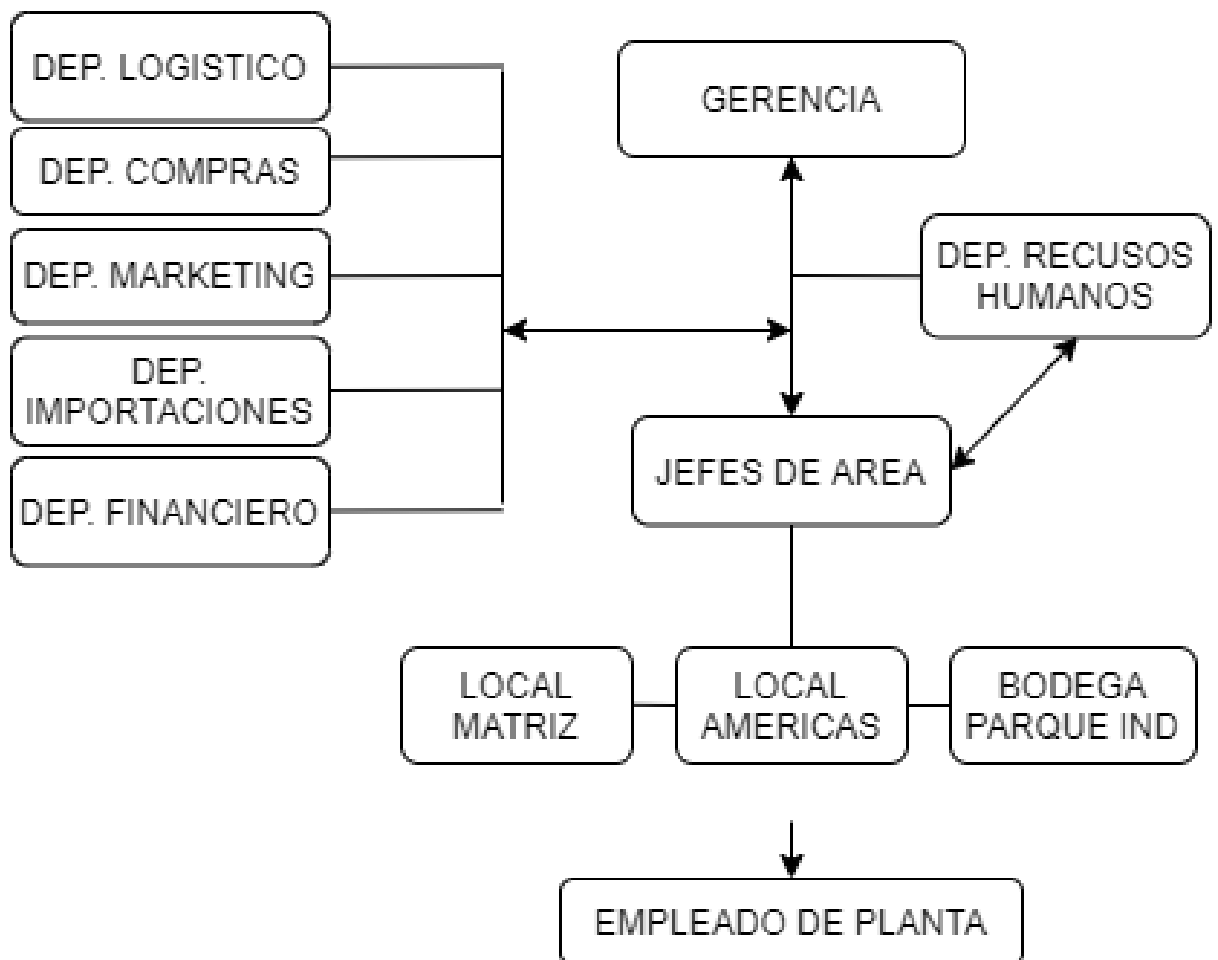 DEP. LOGISTICO
DEP. COMPRAS
DEP. MARKETING
DEP.
IMPORTACIONES
DEP. FINANCIERO
GERENCIA
DEP. RECUSOS
HUMANOS
JEFES DE AREA
LOCAL
MATRIZ
LOCAL
AMERICAS
BODEGA
PARQUE IND
EMPLEADO DE PLANTA